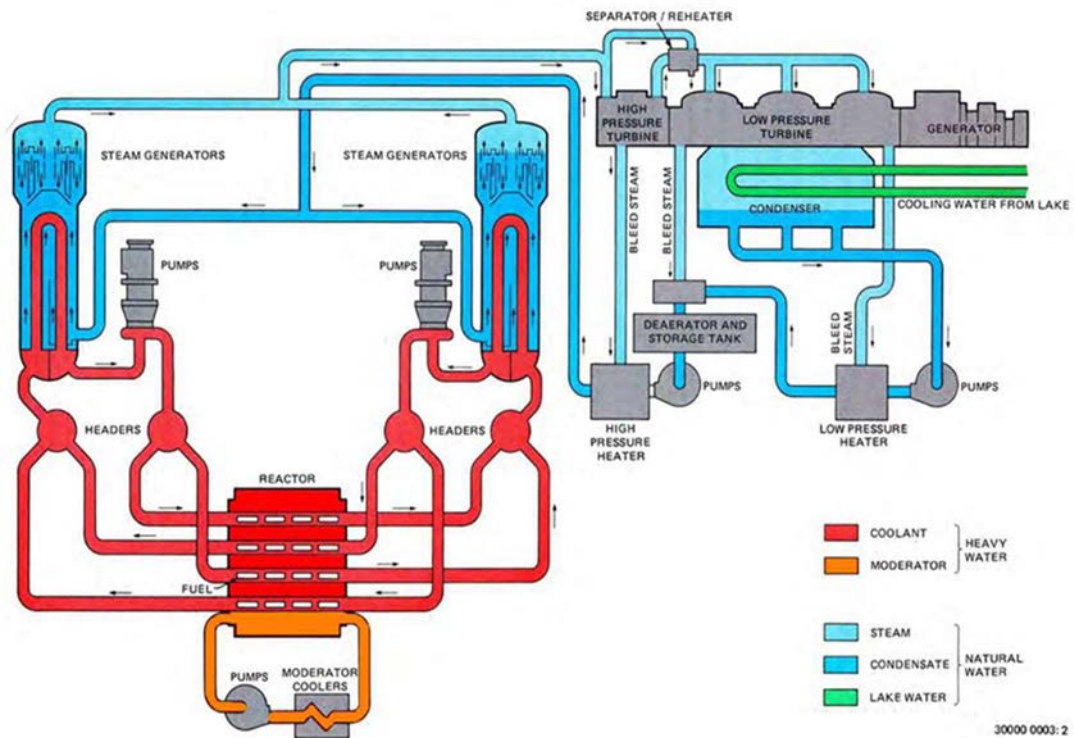 SEPARATOR / REHEATER
HIGH
PRESSURE
TURBINE
LOW PRESSURE
TURBINE
GENERATOR
STEAM GENERATORS
STEAM GENERATORS
BLEED STEAM
BLEED STEAM
CONDENSER
COOLING WATER FROM LAKE
PUMPS
PUMPS
DEAERATOR AND
STORAGE TANK
BLEED
STEAM
PUMPS
PUMPS
HIGH
PRESSURE
HEATER
LOW PRESSURE
HEATER
HEADERS
HEADERS
REACTOR
FUEL
PUMPS
MODERATOR
COOLERS
COOLANT
MODERATOR
HEAVY
WATER
STEAM
CONDENSATE
LAKE WATER
NATURAL
WATER
30000 0003: 2